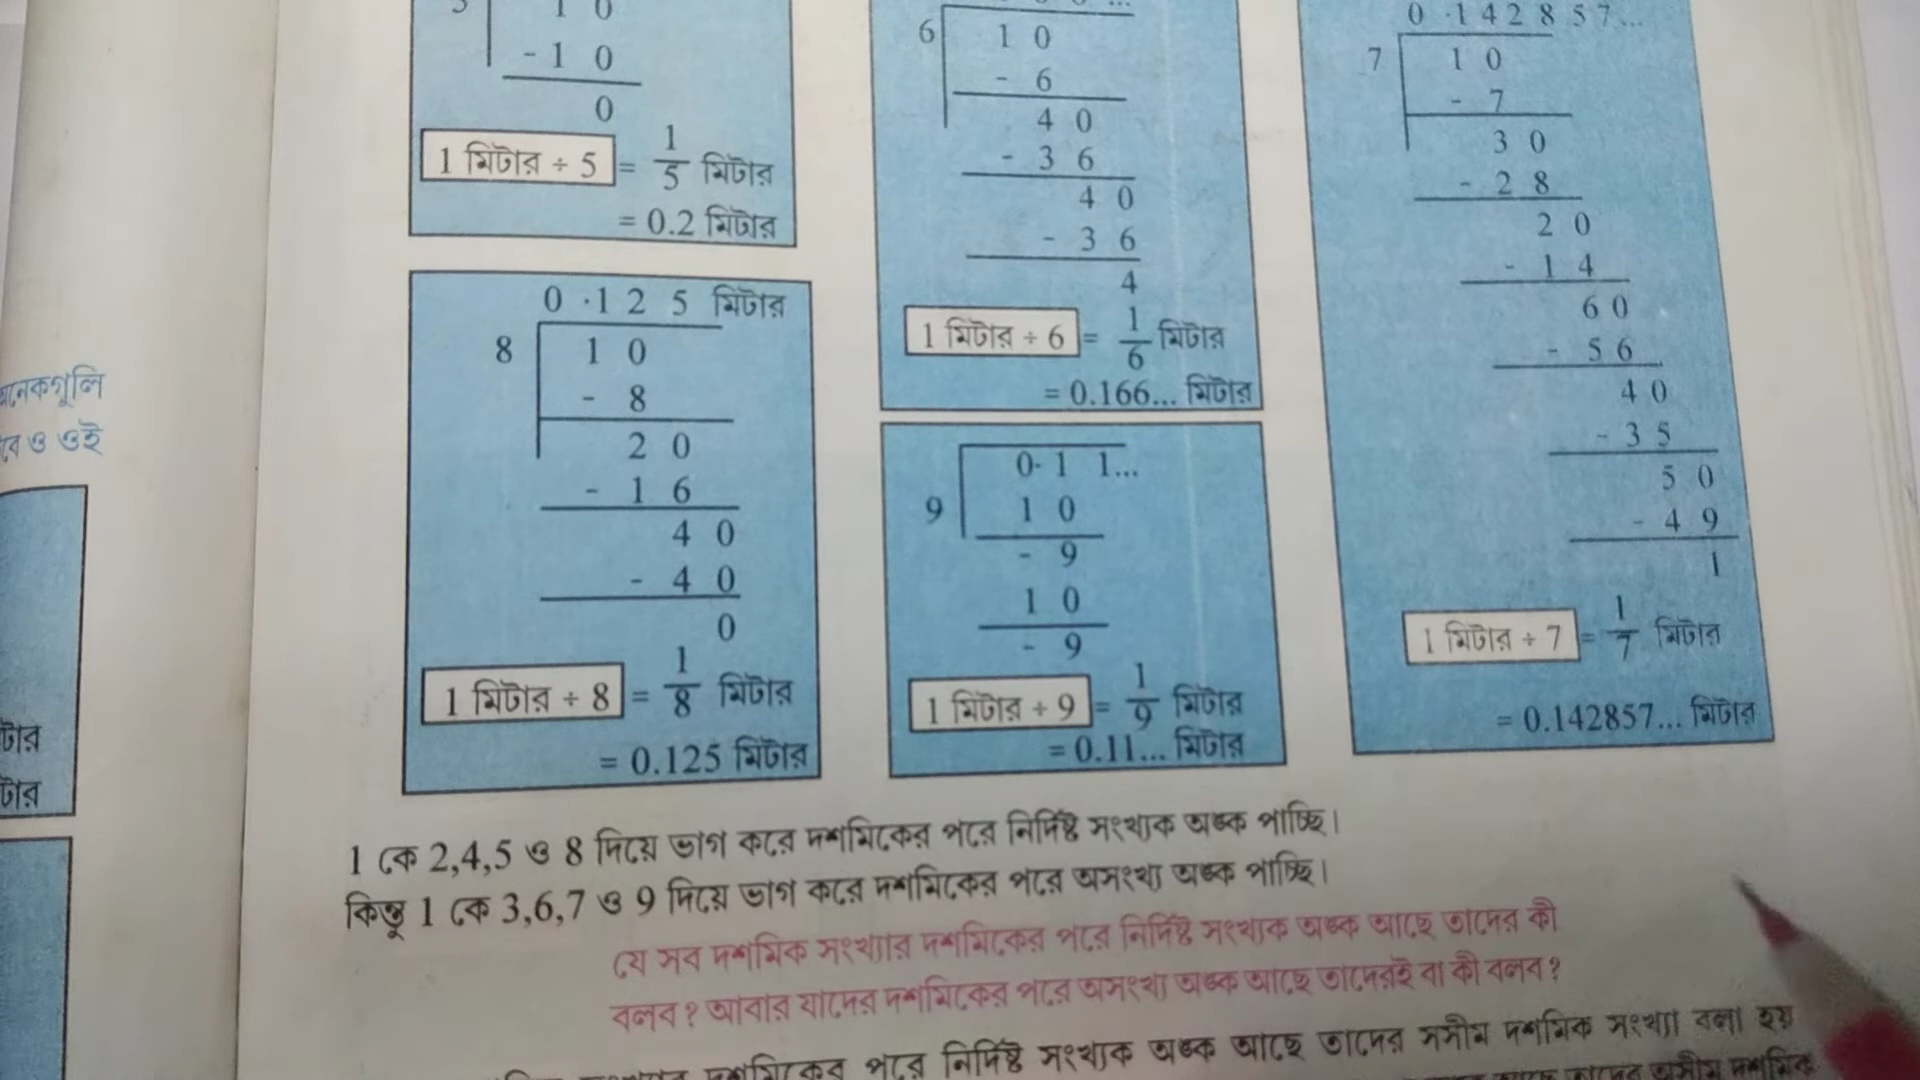 1 0
- 1 0
0
1 মিটার ÷ 5 = 1/5 মিটার
= 0.2 মিটার
0 ·1 2 5 মিটার
8 1 0
- 8
2 0
- 1 6
4 0
- 4 0
0
1 মিটার ÷ 8 = 1/8 মিটার
= 0.125 মিটার
6 1 0
- 6
4 0
- 3 6
4 0
- 3 6
4
1 মিটার ÷ 6 = 1/6 মিটার
= 0.166... মিটার
0· 1 1...
9 1 0
- 9
1 0
- 9
1 মিটার ÷ 9 = 1/9 মিটার
= 0.11... মিটার
0 ·1 4 2 8 5 7...
7 1 0
- 7
3 0
- 2 8
2 0
- 1 4
6 0
- 5 6
4 0
- 3 5
5 0
- 4 9
1
1 মিটার ÷ 7 = 1/7 মিটার
= 0.142857... মিটার
ও ওই
টার
টার
1 কে 2,4,5 ও 8 দিয়ে ভাগ করে দশমিকের পরে নির্দিষ্ট সংখ্যক অঙ্ক পাচ্ছি।
কিন্তু 1 কে 3,6,7 ও 9 দিয়ে ভাগ করে দশমিকের পরে অসংখ্য অঙ্ক পাচ্ছি।
যে সব দশমিক সংখ্যার দশমিকের পরে নির্দিষ্ট সংখ্যক অঙ্ক আছে তাদের কী
বলব? আবার যাদের দশমিকের পরে অসংখ্য অঙ্ক আছে তাদেরই বা কী বলব?
দশমিকের পরে নির্দিষ্ট সংখ্যক অঙ্ক আছে তাদের সসীম দশমিক সংখ্যা বলা হয়
অসীম দশমিক